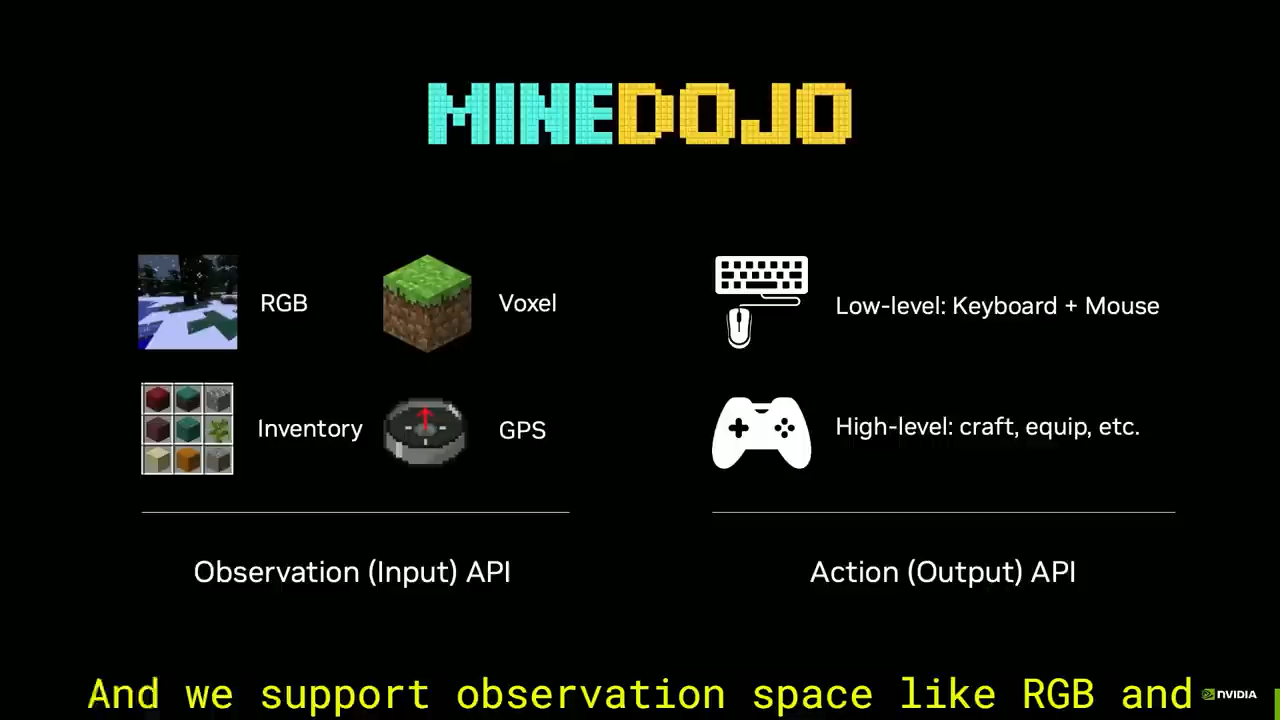 MINEDOJO
RGB
Voxel
Low-level: Keyboard + Mouse
Inventory
GPS
High-level: craft, equip, etc.
Observation (Input) API
Action (Output) API
And we support observation space like RGB and
NVIDIA